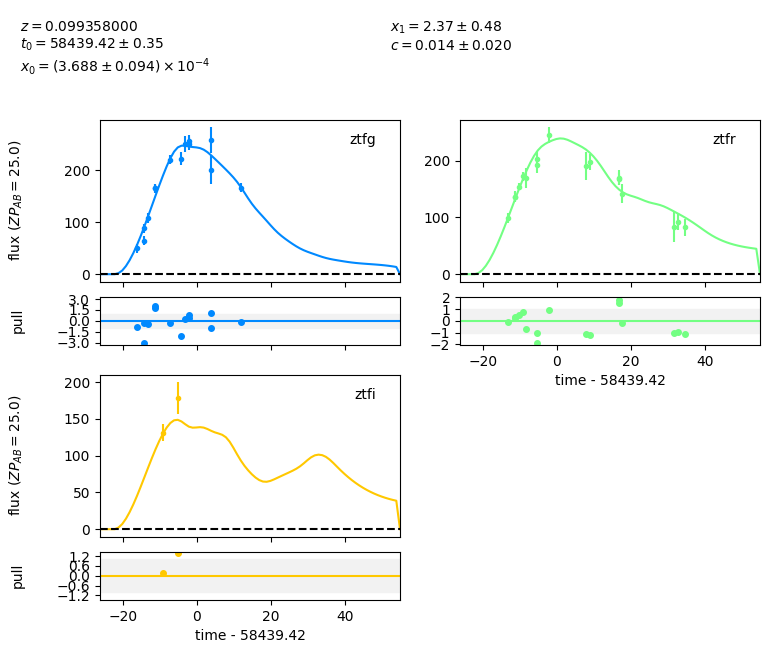 z = 0.099358000
t₀ = 58439.42 ± 0.35
x₀ = (3.688 ± 0.094) × 10⁻⁴
x₁ = 2.37 ± 0.48
c = 0.014 ± 0.020
flux (ZP_AB = 25.0)
ztfg
200
100
0
pull
3.0
1.5
0.0
−1.5
−3.0
ztfr
200
100
0
2
1
0
−1
−2
−20 0 20 40
time - 58439.42
flux (ZP_AB = 25.0)
ztfi
200
150
100
50
0
pull
1.2
0.6
0.0
−0.6
−1.2
−20 0 20 40
time - 58439.42